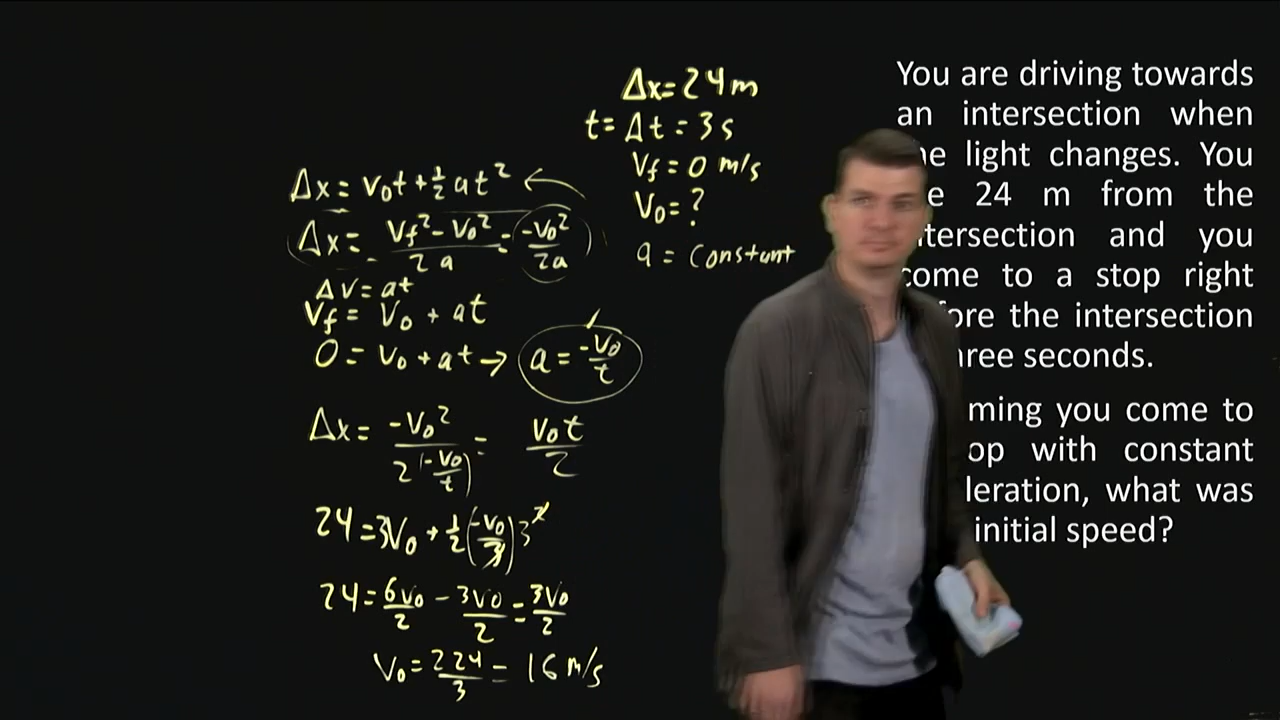 Δx = 24 m
t = Δt = 3 s
Vf = 0 m/s
V0 = ?
a = constant
Δx = V0t + 1/2 at²
Δx = (Vf² - V0²)/2a = -V0²/2a
ΔV = at
Vf = V0 + at
0 = V0 + at → a = -V0/t
Δx = -V0²/2(-V0/t) = V0t/2
24 = 3V0 + 1/2(-V0/3)3²
24 = 6V0/2 - 3V0/2 = 3V0/2
V0 = 2 24/3 = 16 m/s
You are driving towards
an intersection when
light changes. You
24 m from the
intersection and you
come to a stop right
the intersection
seconds.
you come to
with constant
what was
initial speed?